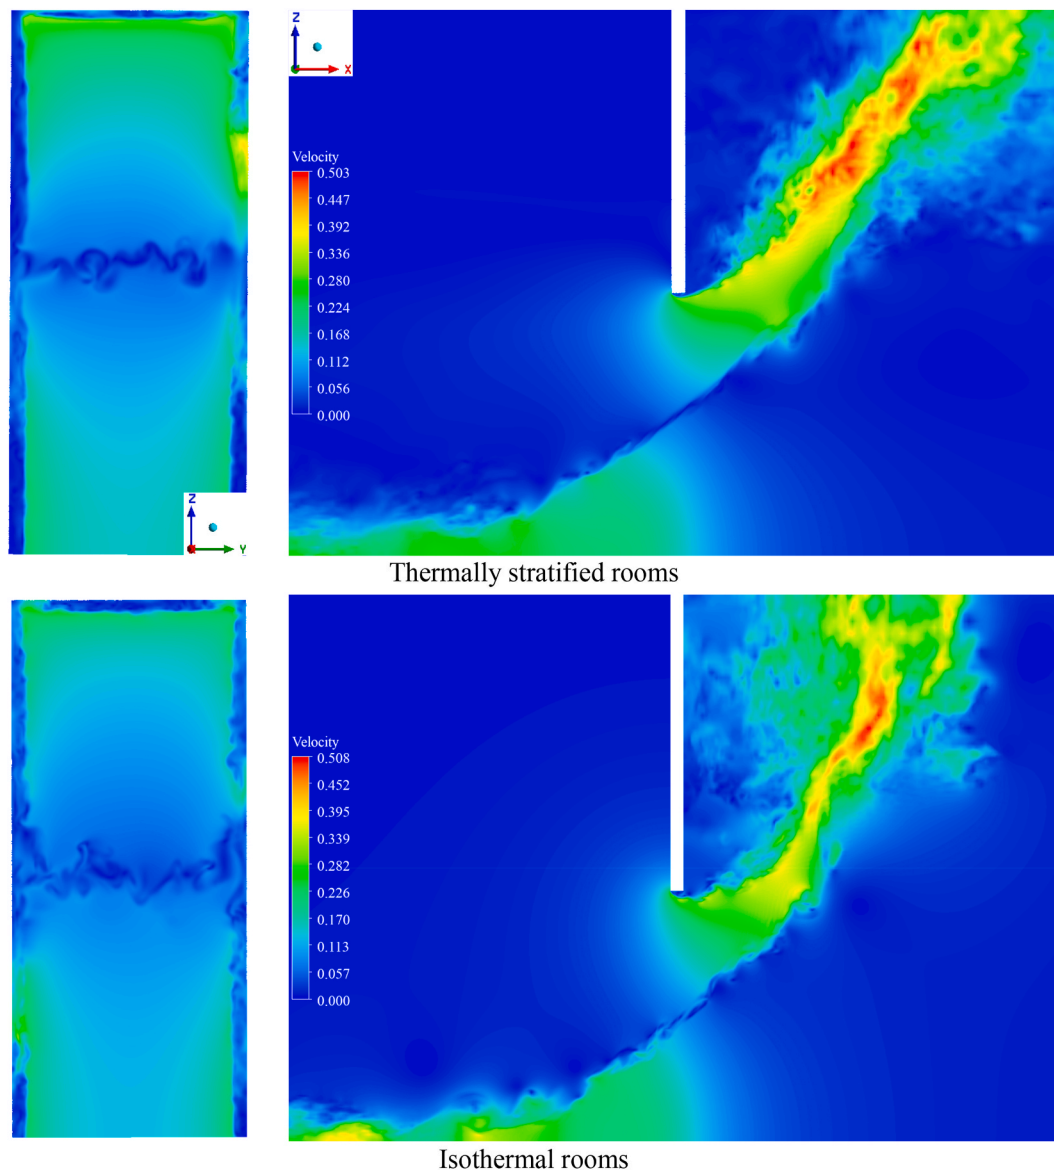 Z
X
Velocity
0.503
0.447
0.392
0.336
0.280
0.224
0.168
0.112
0.056
0.000
Z
Y
Thermally stratified rooms
Velocity
0.508
0.452
0.395
0.339
0.282
0.226
0.170
0.113
0.057
0.000
Isothermal rooms